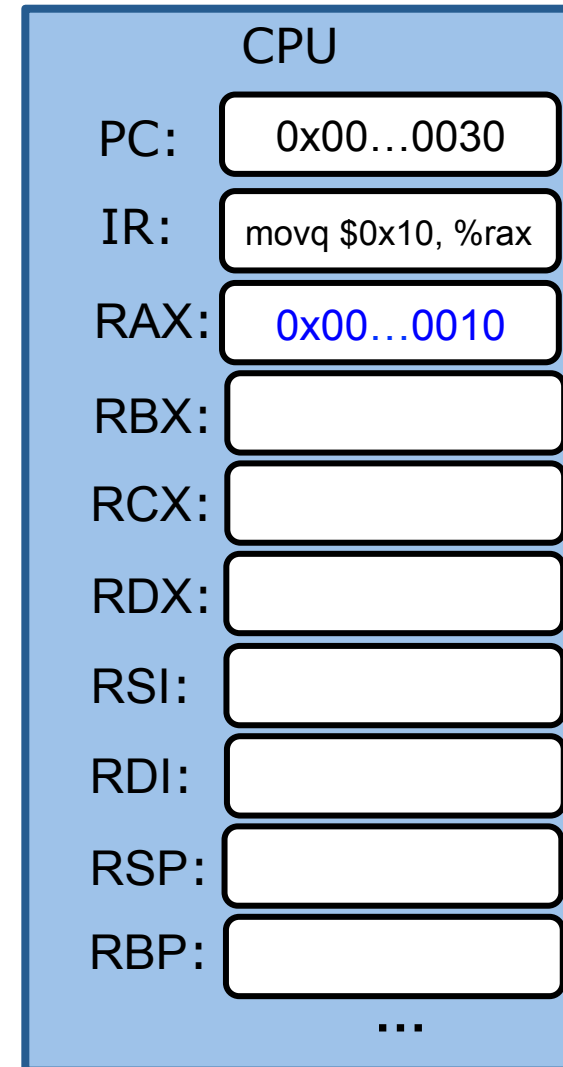 CPU
PC: 0x00…0030
IR: movq $0x10, %rax
RAX: 0x00…0010
RBX:
RCX:
RDX:
RSI:
RDI:
RSP:
RBP:
...